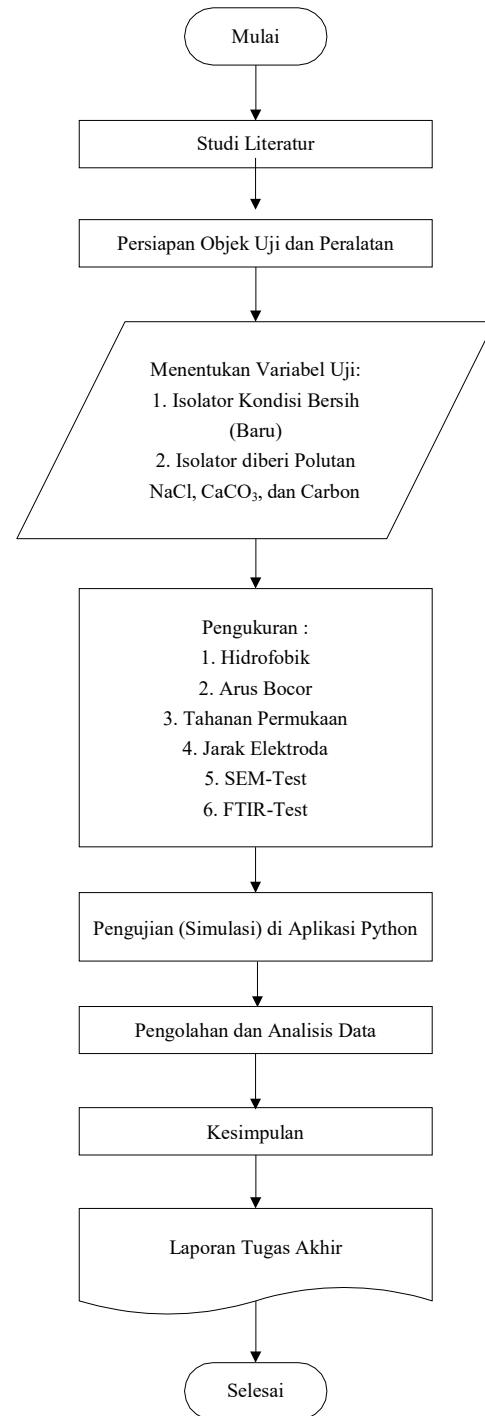 Mulai
Studi Literatur
Persiapan Objek Uji dan Peralatan
Menentukan Variabel Uji:
1. Isolator Kondisi Bersih
(Baru)
2. Isolator diberi Polutan
NaCl, CaCO₃, dan Carbon
Pengukuran :
1. Hidrofobik
2. Arus Bocor
3. Tahanan Permukaan
4. Jarak Elektroda
5. SEM-Test
6. FTIR-Test
Pengujian (Simulasi) di Aplikasi Python
Pengolahan dan Analisis Data
Kesimpulan
Laporan Tugas Akhir
Selesai